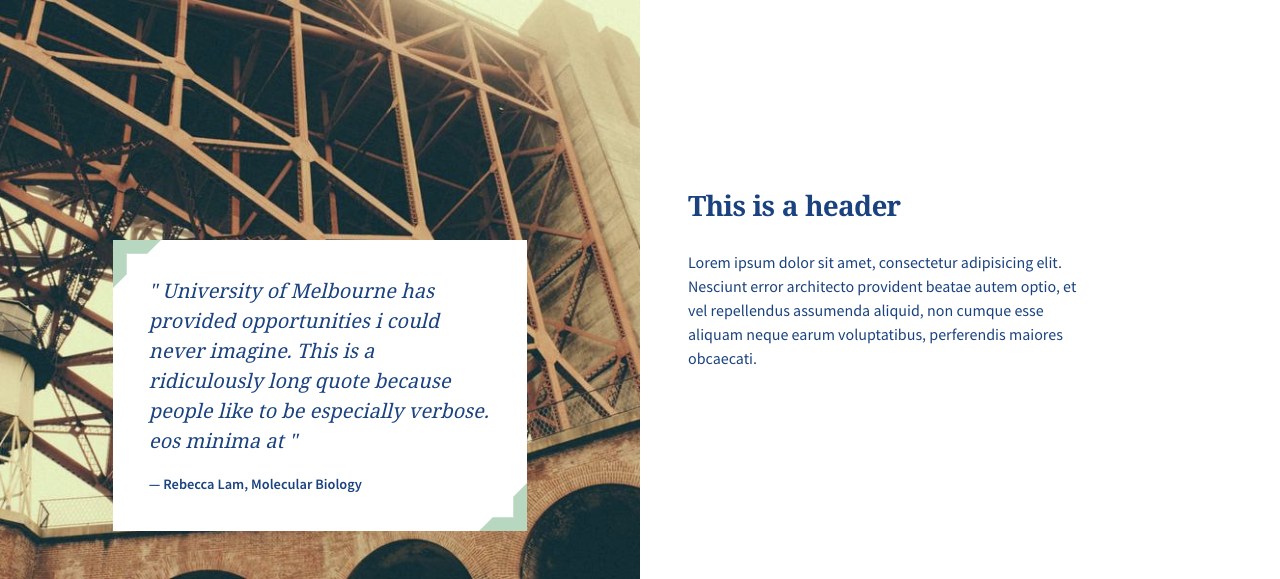 " University of Melbourne has
provided opportunities i could
never imagine. This is a
ridiculously long quote because
people like to be especially verbose.
eos minima at "
— Rebecca Lam, Molecular Biology
This is a header
Lorem ipsum dolor sit amet, consectetur adipisicing elit.
Nesciunt error architecto provident beatae autem optio, et
vel repellendus assumenda aliquid, non cumque esse
aliquam neque earum voluptatibus, perferendis maiores
obcaecati.